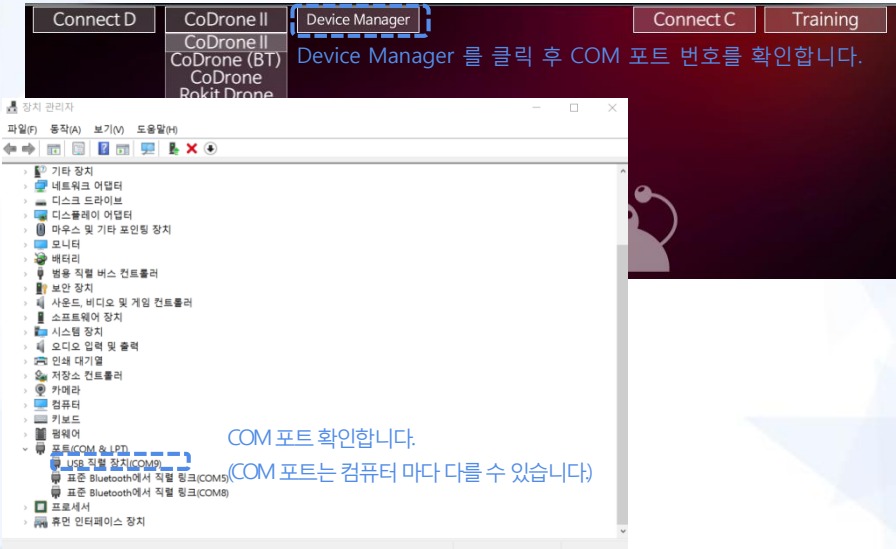 Connect D
CoDrone II
Device Manager
Connect C
Training
CoDrone II
CoDrone (BT)
CoDrone
Rokit Drone
Device Manager 를 클릭 후 COM 포트 번호를 확인합니다.
장치 관리자
파일(F) 동작(A) 보기(V) 도움말(H)
기타 장치
네트워크 어댑터
디스크 드라이브
디스플레이 어댑터
마우스 및 기타 포인팅 장치
모니터
배터리
범용 직렬 버스 컨트롤러
보안 장치
사운드, 비디오 및 게임 컨트롤러
소프트웨어 장치
시스템 장치
오디오 입력 및 출력
인쇄 대기열
저장소 컨트롤러
카메라
컴퓨터
키보드
펌웨어
포트(COM & LPT)
USB 직렬 장치(COM9)
표준 Bluetooth에서 직렬 링크(COM5)
표준 Bluetooth에서 직렬 링크(COM8)
프로세서
휴먼 인터페이스 장치
COM 포트 확인합니다.
(COM 포트는 컴퓨터 마다 다를 수 있습니다.)